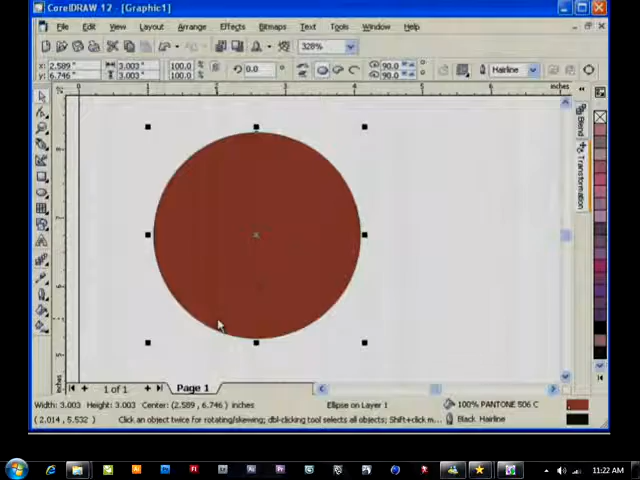 CorelDRAW 12 - [Graphic1]
File Edit View Layout Arrange Effects Bitmaps Text Tools Window Help
328%
x: 2.589" 3.003" 100.0 0.0 90.0 Hairline
y: 6.746" 3.003" 100.0 90.0
inches
Blend
Transformation
inches
1 of 1 Page 1
Width: 3.003 Height: 3.003 Center: (2.589 , 6.746 ) inches Ellipse on Layer 1 100% PANTONE 506 C
( 2.014 , 5.532 ) Click an object twice for rotating/skewing; dbl-clicking tool selects all objects; Shift+click m... Black Hairline
11:22 AM